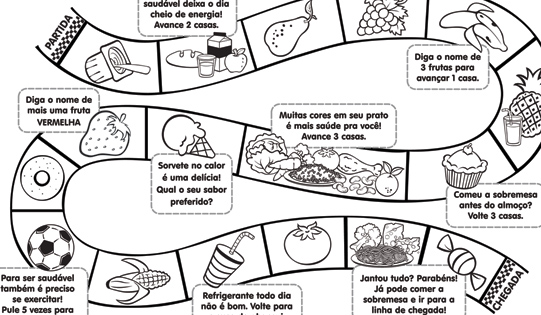 saudável deixa o dia
cheio de energia!
Avance 2 casas.
PARTIDA
Diga o nome de
3 frutas para
avançar 1 casa.
Diga o nome de
mais uma fruta
VERMELHA
Muitas cores em seu prato
é mais saúde pra você!
Avance 3 casas.
Sorvete no calor
é uma delícia!
Qual o seu sabor
preferido?
Comeu a sobremesa
antes do almoço?
Volte 3 casas.
Para ser saudável
também é preciso
se exercitar!
Pule 5 vezes para
Refrigerante todo dia
não é bom. Volte para
Jantou tudo? Parabéns!
Já pode comer a
sobremesa e ir para a
linha de chegada!
CHEGADA